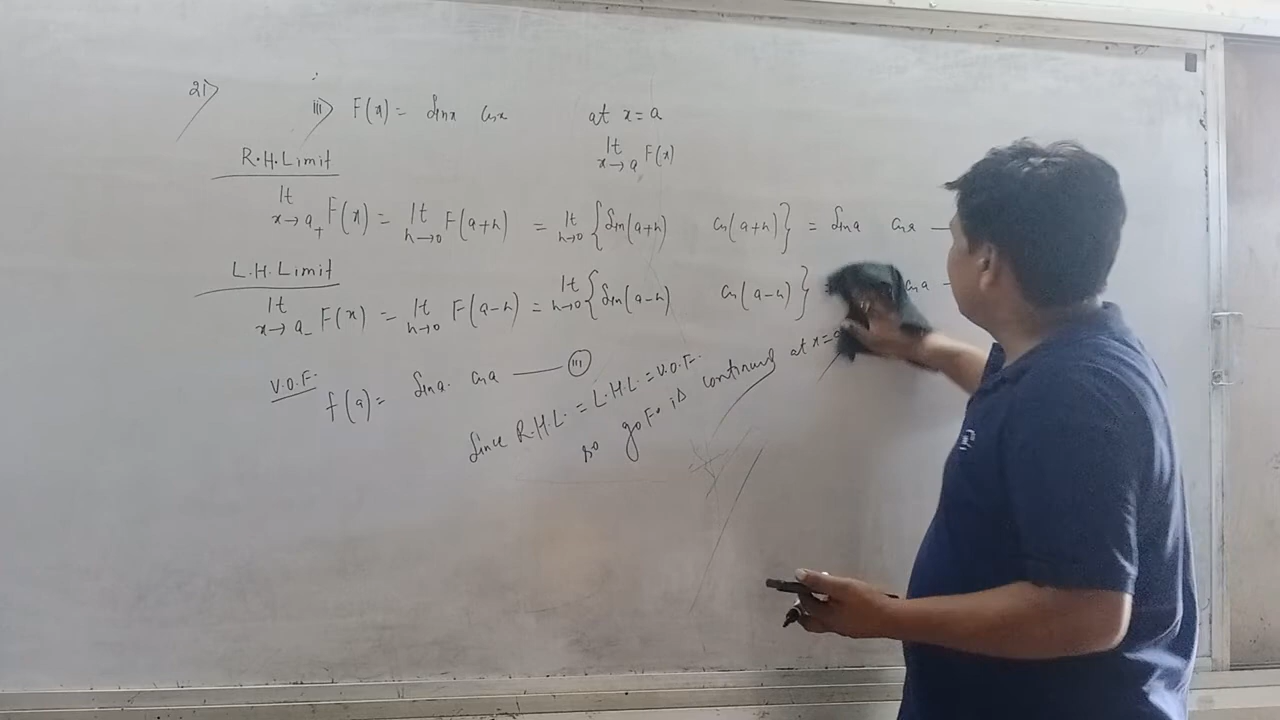 21>
iii> F(x) = Sinx Cosx at x = a
lt x→a F(x)
R.H.Limit
lt x→a+ F(x) = lt h→0 F(a+h) = lt h→0 {Sin(a+h) Cos(a+h)} = Sina Cosa —
L.H.Limit
lt x→a- F(x) = lt h→0 F(a-h) = lt h→0 {Sin(a-h) Cos(a-h)} = Cosa —
V.O.F.
f(a) = Sina. Cosa — (iii)
Since R.H.L. = L.H.L. = V.O.F.
so goF is continuous at x=a